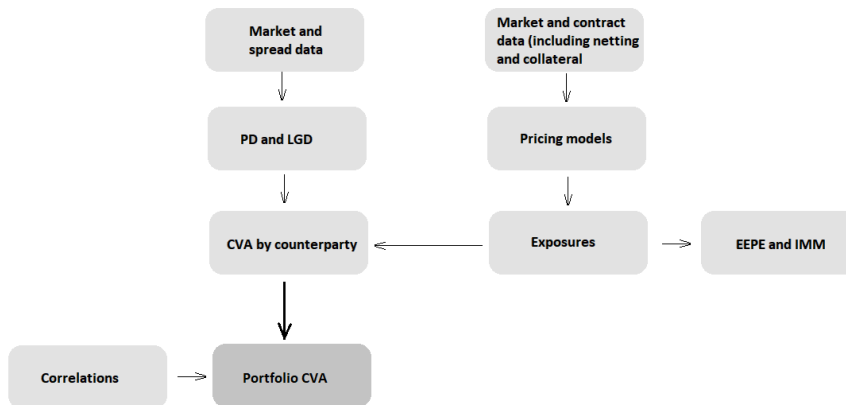 Market and
spread data
Market and contract
data (including netting
and collateral
PD and LGD
Pricing models
CVA by counterparty
Exposures
EEPE and IMM
Correlations
Portfolio CVA